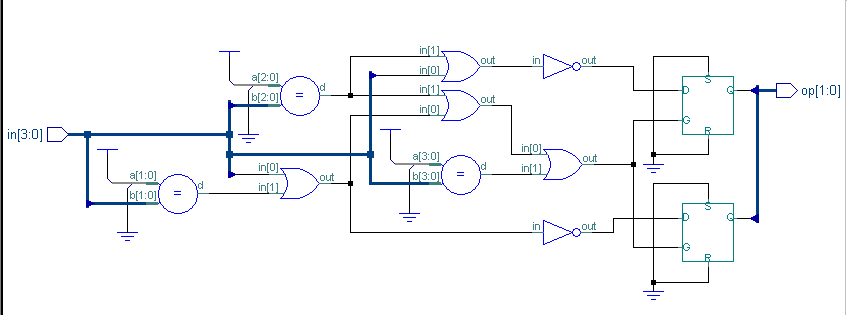 in[1]
out
in
out
a[2:0]
in[0]
S
d
in[1]
D
Q
op[1:0]
b[2:0]
=
out
in[0]
G
in[3:0]
R
a[3:0]
in[0]
d
out
a[1:0]
in[0]
in[1]
d
out
b[3:0]
=
b[1:0]
=
in[1]
S
in
out
D
Q
G
R